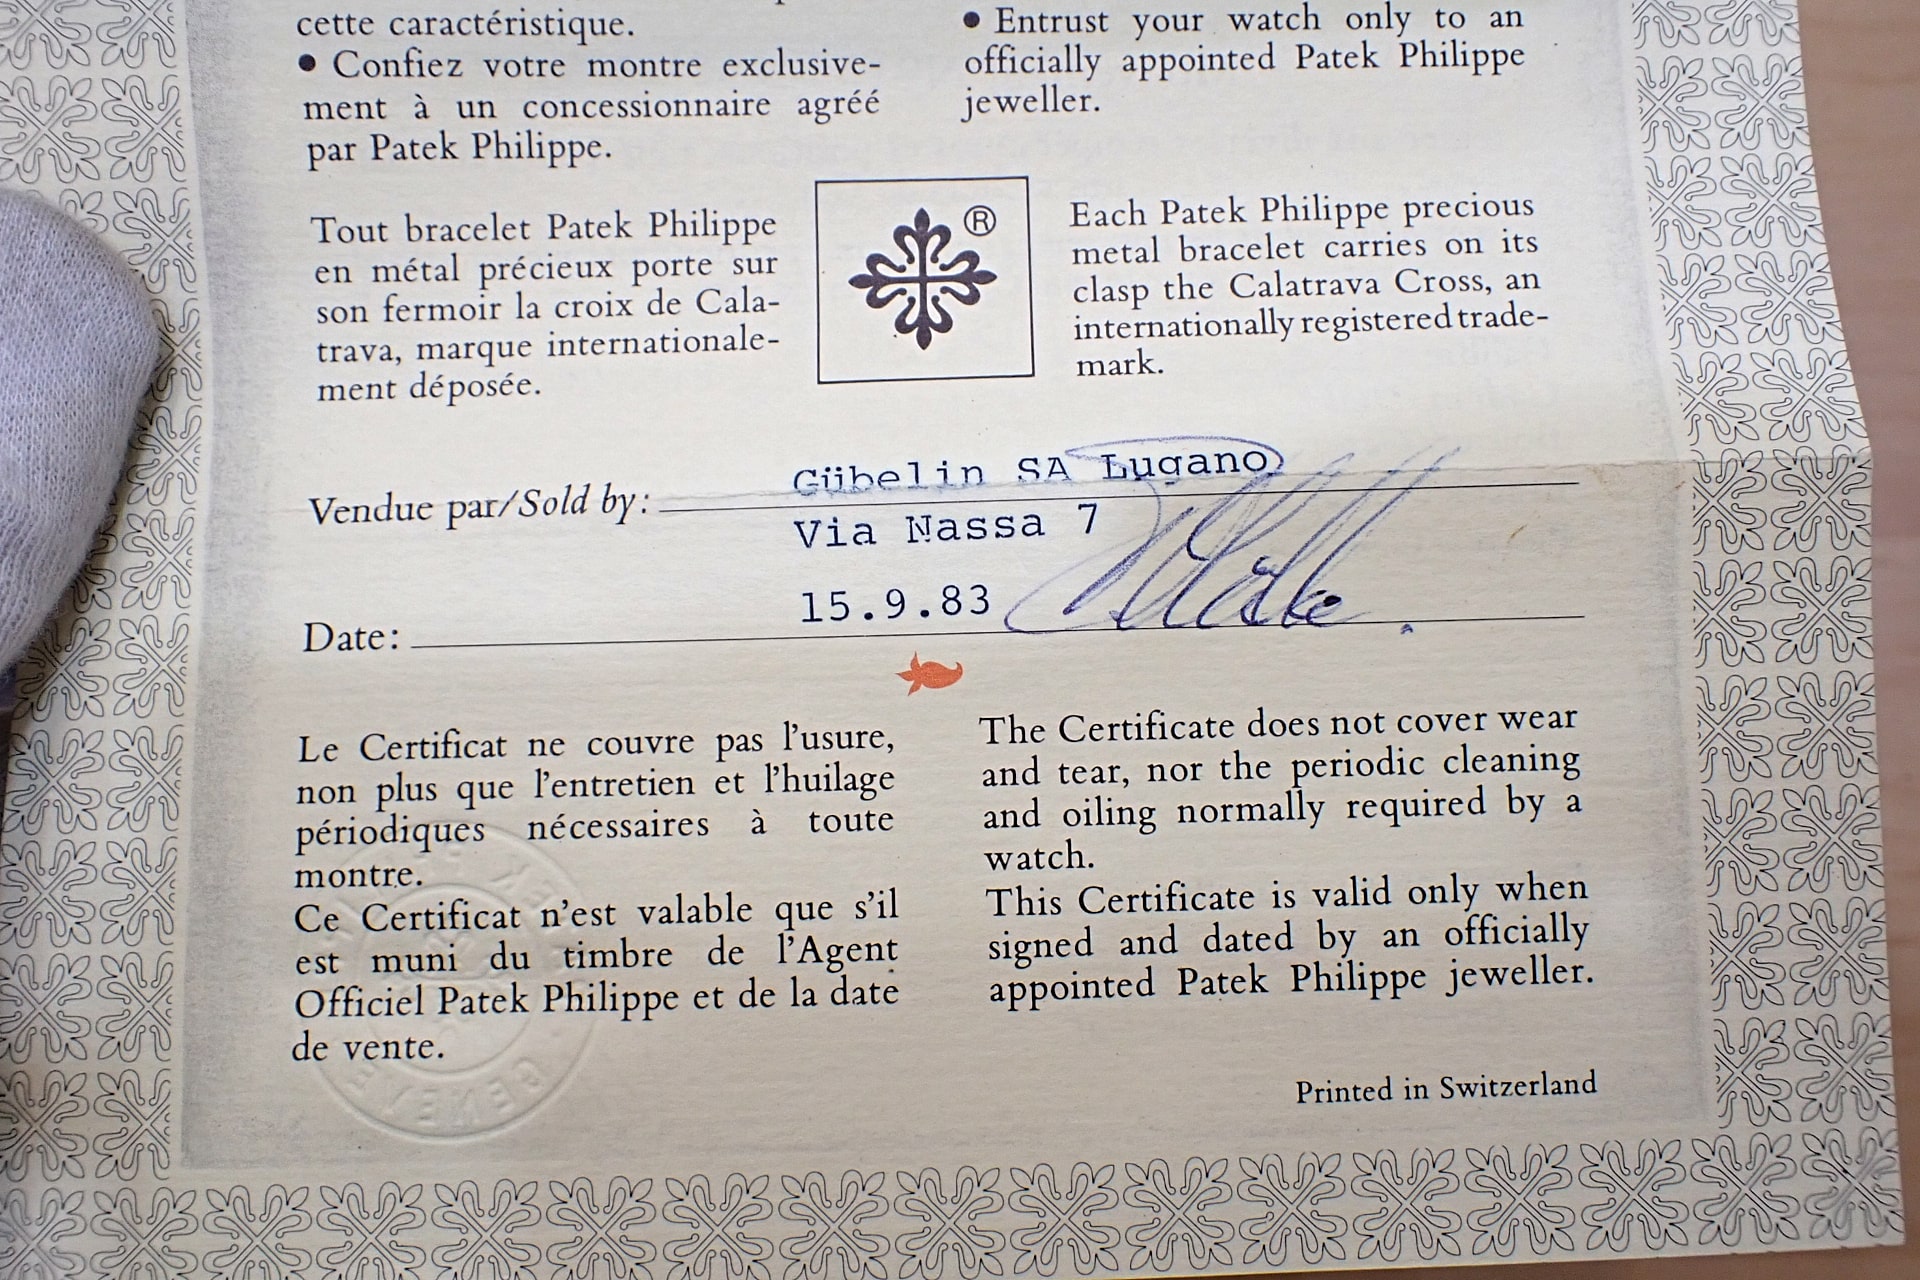 cette caractéristique.
● Confiez votre montre exclusive-
ment à un concessionnaire agréé
par Patek Philippe.
● Entrust your watch only to an
officially appointed Patek Philippe
jeweller.
Tout bracelet Patek Philippe
en métal précieux porte sur
son fermoir la croix de Cala-
trava, marque internationale-
ment déposée.
®
Each Patek Philippe precious
metal bracelet carries on its
clasp the Calatrava Cross, an
internationally registered trade-
mark.
Vendue par/Sold by: Gübelin SA Lugano
Via Nassa 7
Date: 15.9.83
Le Certificat ne couvre pas l'usure,
non plus que l'entretien et l'huilage
périodiques nécessaires à toute
montre.
Ce Certificat n'est valable que s'il
est muni du timbre de l'Agent
Officiel Patek Philippe et de la date
de vente.
The Certificate does not cover wear
and tear, nor the periodic cleaning
and oiling normally required by a
watch.
This Certificate is valid only when
signed and dated by an officially
appointed Patek Philippe jeweller.
Printed in Switzerland